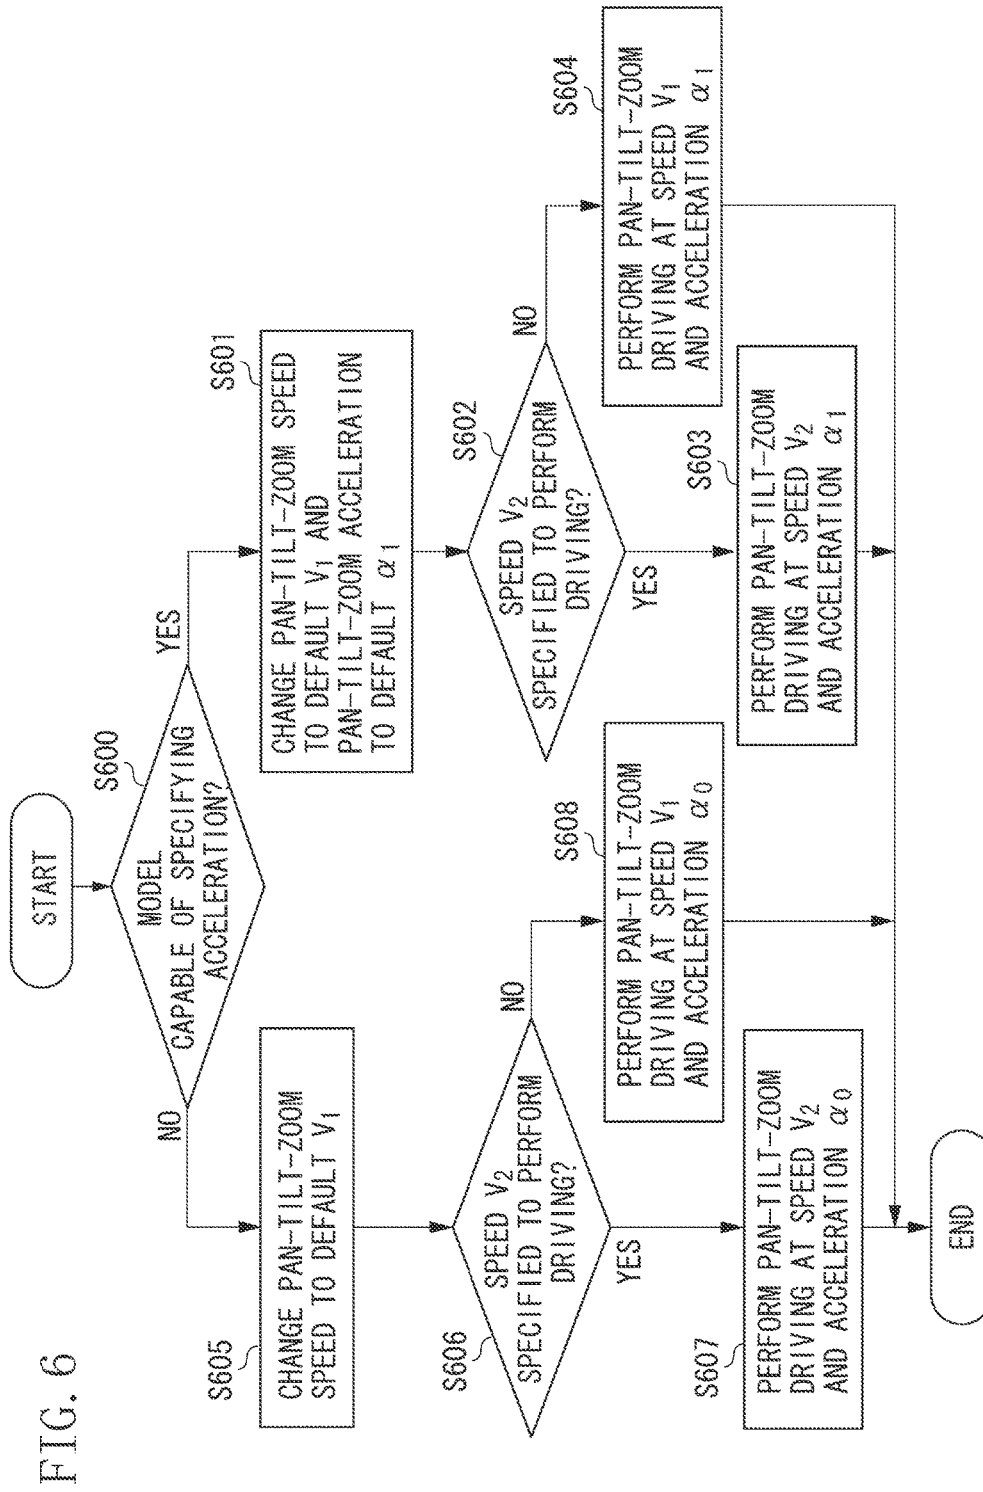 FIG. 6
START
S600
MODEL
CAPABLE OF SPECIFYING
ACCELERATION?
NO
YES
S605
CHANGE PAN-TILT-ZOOM
SPEED TO DEFAULT V1
S601
CHANGE PAN-TILT-ZOOM SPEED
TO DEFAULT V1 AND
PAN-TILT-ZOOM ACCELERATION
TO DEFAULT α1
S606
SPEED V2
SPECIFIED TO PERFORM
DRIVING?
NO
YES
S602
SPEED V2
SPECIFIED TO PERFORM
DRIVING?
NO
YES
S608
PERFORM PAN-TILT-ZOOM
DRIVING AT SPEED V1
AND ACCELERATION α0
S604
PERFORM PAN-TILT-ZOOM
DRIVING AT SPEED V1
AND ACCELERATION α1
S607
PERFORM PAN-TILT-ZOOM
DRIVING AT SPEED V2
AND ACCELERATION α0
S603
PERFORM PAN-TILT-ZOOM
DRIVING AT SPEED V2
AND ACCELERATION α1
END